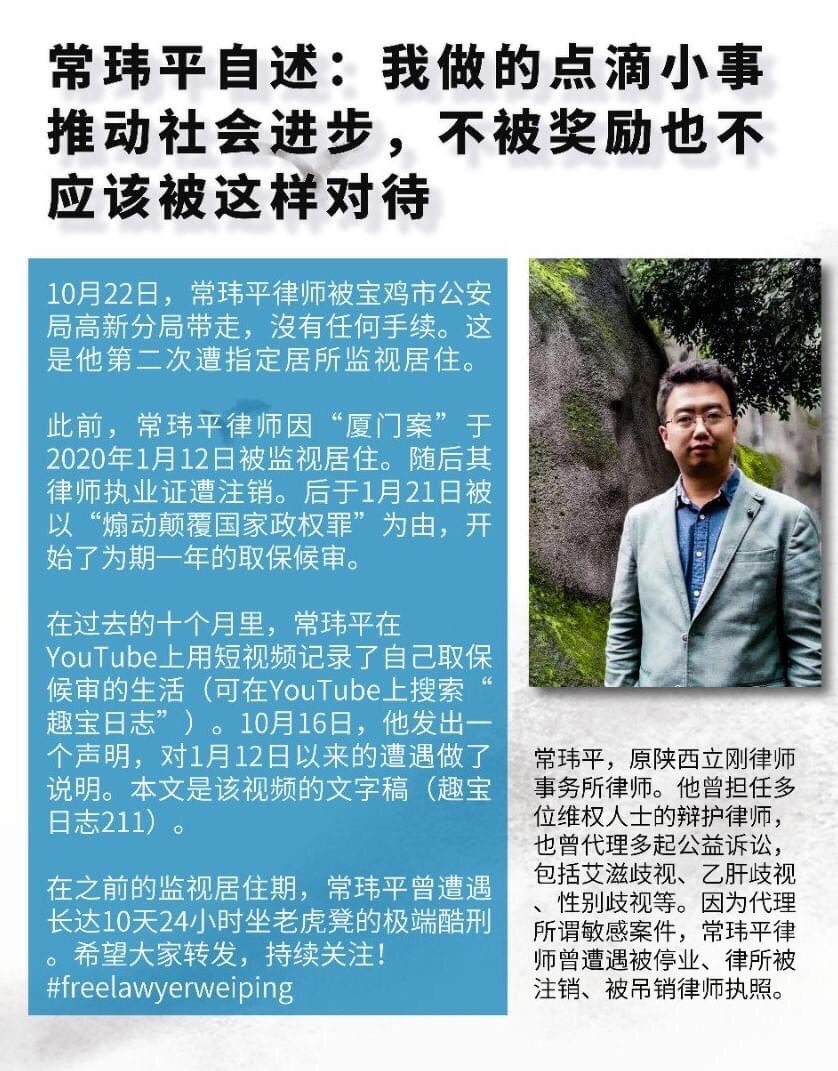 常玮平自述：我做的点滴小事
推动社会进步，不被奖励也不
应该被这样对待
10月22日，常玮平律师被宝鸡市公安
局高新分局带走，沒有任何手续。这
是他第二次遭指定居所监视居住。
此前，常玮平律师因“厦门案”于
2020年1月12日被监视居住。随后其
律师执业证遭注销。后于1月21日被
以“煽动颠覆国家政权罪”为由，开
始了为期一年的取保候审。
在过去的十个月里，常玮平在
YouTube上用短视频记录了自己取保
候审的生活（可在YouTube上搜索“
趣宝日志”）。10月16日，他发出一
个声明，对1月12日以来的遭遇做了
说明。本文是该视频的文字稿（趣宝
日志211）。
在之前的监视居住期，常玮平曾遭遇
长达10天24小时坐老虎凳的极端酷刑
。希望大家转发，持续关注！
#freelawyerweiping
常玮平，原陕西立刚律师
事务所律师。他曾担任多
位维权人士的辩护律师，
也曾代理多起公益诉讼，
包括艾滋歧视、乙肝歧视
、性别歧视等。因为代理
所谓敏感案件，常玮平律
师曾遭遇被停业、律所被
注销、被吊销律师执照。